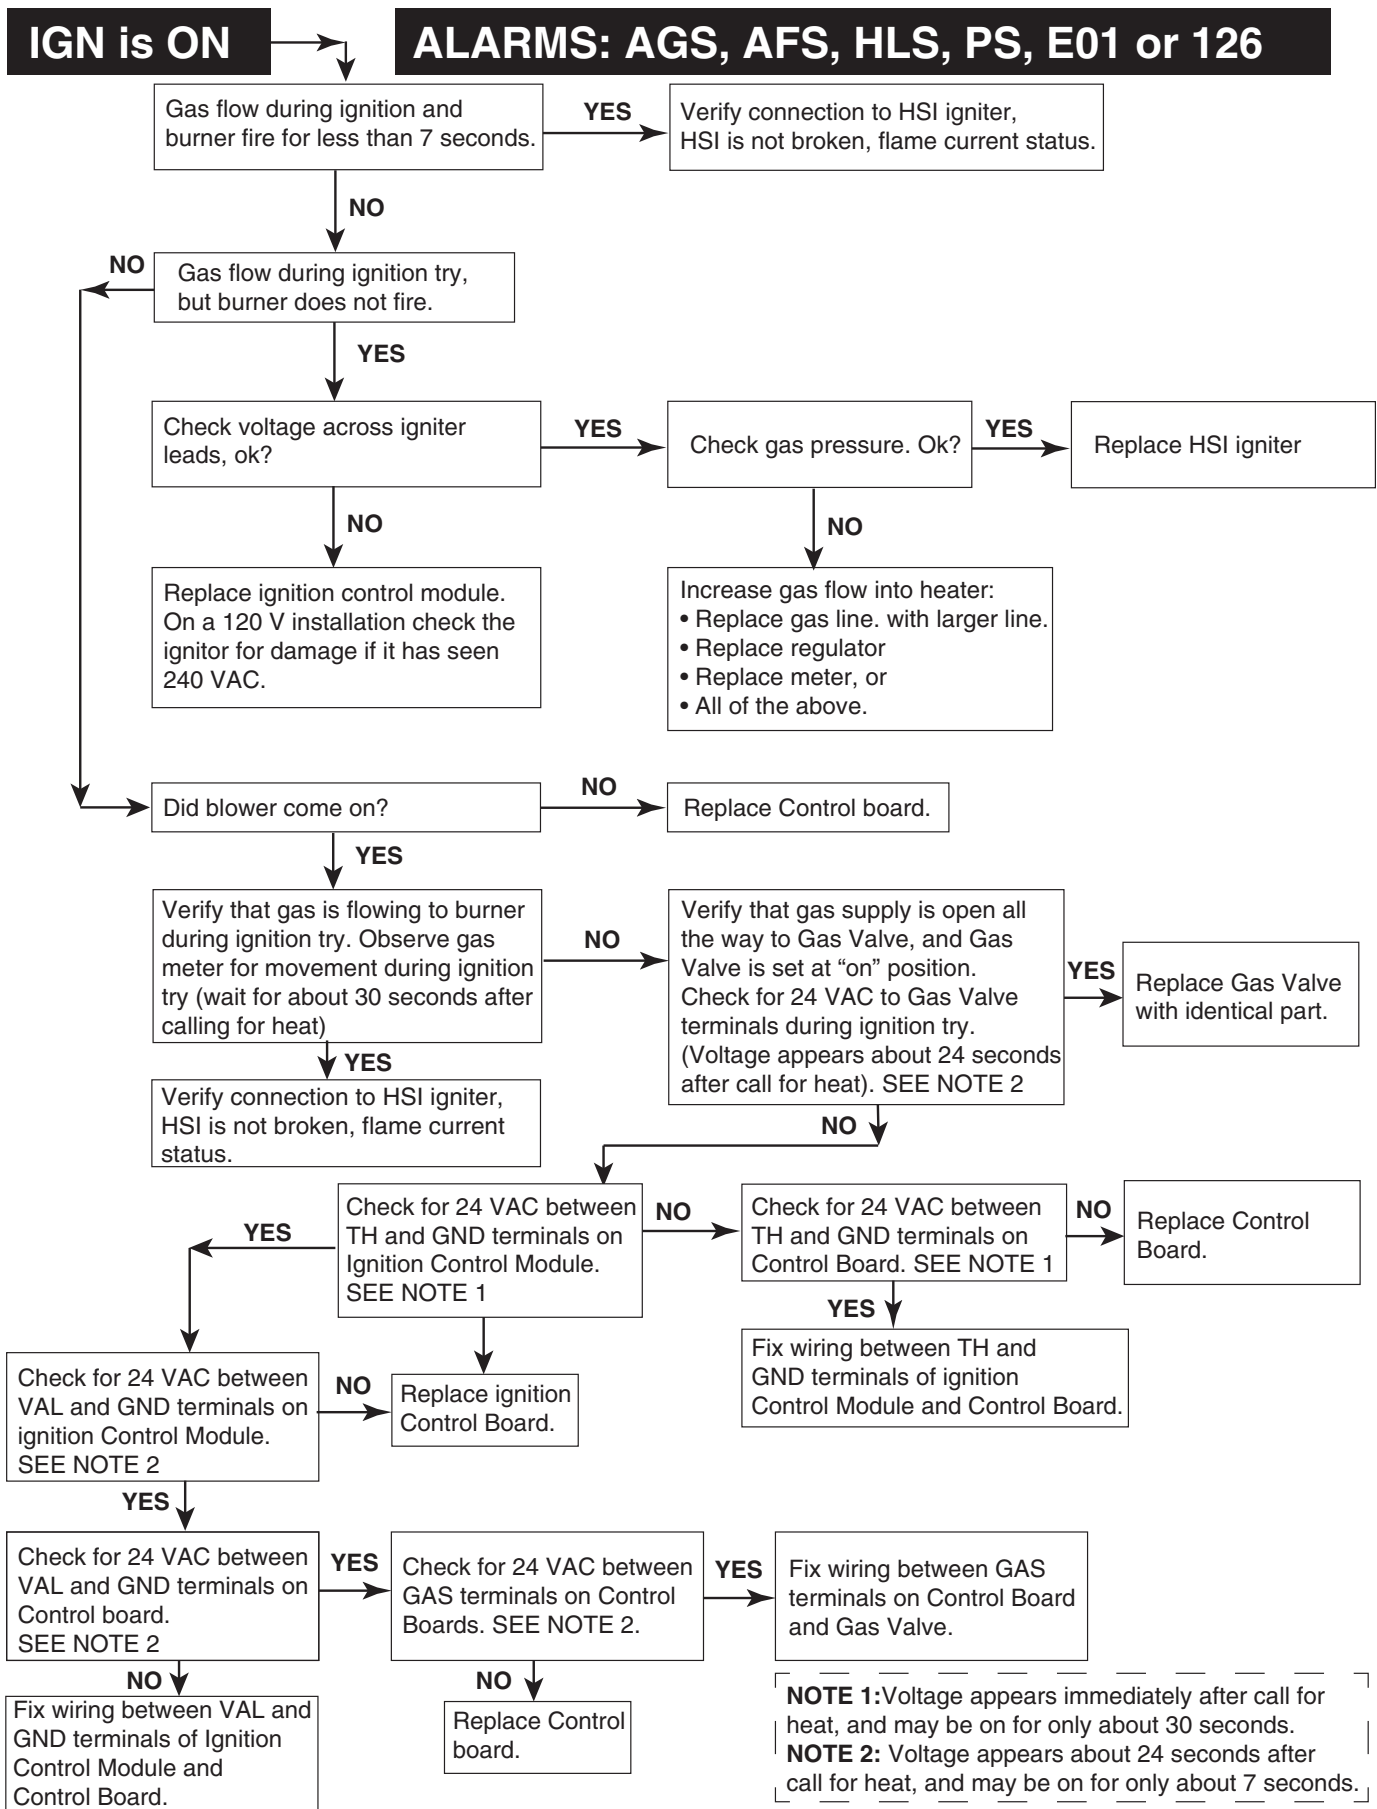 IGN is ON
ALARMS: AGS, AFS, HLS, PS, E01 or 126
Gas flow during ignition and
burner fire for less than 7 seconds.
YES
Verify connection to HSI igniter,
HSI is not broken, flame current status.
NO
NO
Gas flow during ignition try,
but burner does not fire.
YES
Check voltage across igniter
leads, ok?
YES
Check gas pressure. Ok?
YES
Replace HSI igniter
NO
NO
Replace ignition control module.
On a 120 V installation check the
ignitor for damage if it has seen
240 VAC.
Increase gas flow into heater:
• Replace gas line. with larger line.
• Replace regulator
• Replace meter, or
• All of the above.
Did blower come on?
NO
Replace Control board.
YES
Verify that gas is flowing to burner
during ignition try. Observe gas
meter for movement during ignition
try (wait for about 30 seconds after
calling for heat)
NO
Verify that gas supply is open all
the way to Gas Valve, and Gas
Valve is set at “on” position.
Check for 24 VAC to Gas Valve
terminals during ignition try.
(Voltage appears about 24 seconds
after call for heat). SEE NOTE 2
YES
Replace Gas Valve
with identical part.
YES
Verify connection to HSI igniter,
HSI is not broken, flame current
status.
NO
Check for 24 VAC between
TH and GND terminals on
Ignition Control Module.
SEE NOTE 1
NO
Check for 24 VAC between
TH and GND terminals on
Control Board. SEE NOTE 1
NO
Replace Control
Board.
YES
YES
Fix wiring between TH and
GND terminals of ignition
Control Module and Control Board.
Check for 24 VAC between
VAL and GND terminals on
ignition Control Module.
SEE NOTE 2
NO
Replace ignition
Control Board.
YES
Check for 24 VAC between
VAL and GND terminals on
Control board.
SEE NOTE 2
YES
Check for 24 VAC between
GAS terminals on Control
Boards. SEE NOTE 2.
YES
Fix wiring between GAS
terminals on Control Board
and Gas Valve.
NO
Fix wiring between VAL and
GND terminals of Ignition
Control Module and
Control Board.
NO
Replace Control
board.
NOTE 1:Voltage appears immediately after call for
heat, and may be on for only about 30 seconds.
NOTE 2: Voltage appears about 24 seconds after
call for heat, and may be on for only about 7 seconds.